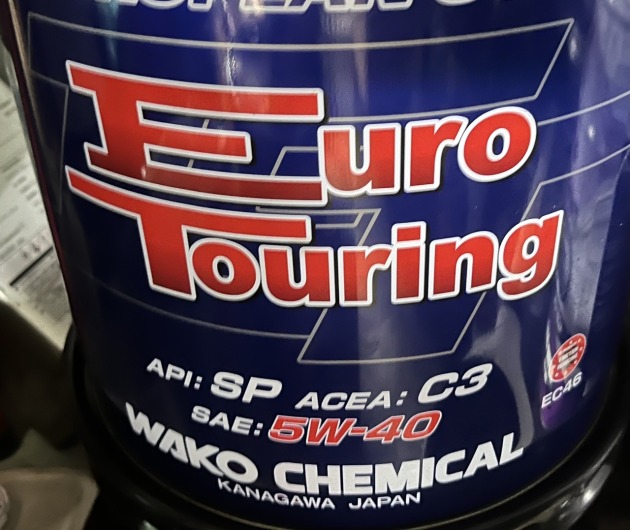 Euro
Touring
API: SP ACEA: C3
SAE: 5W-40
EC46
WAKO CHEMICAL
KANAGAWA JAPAN